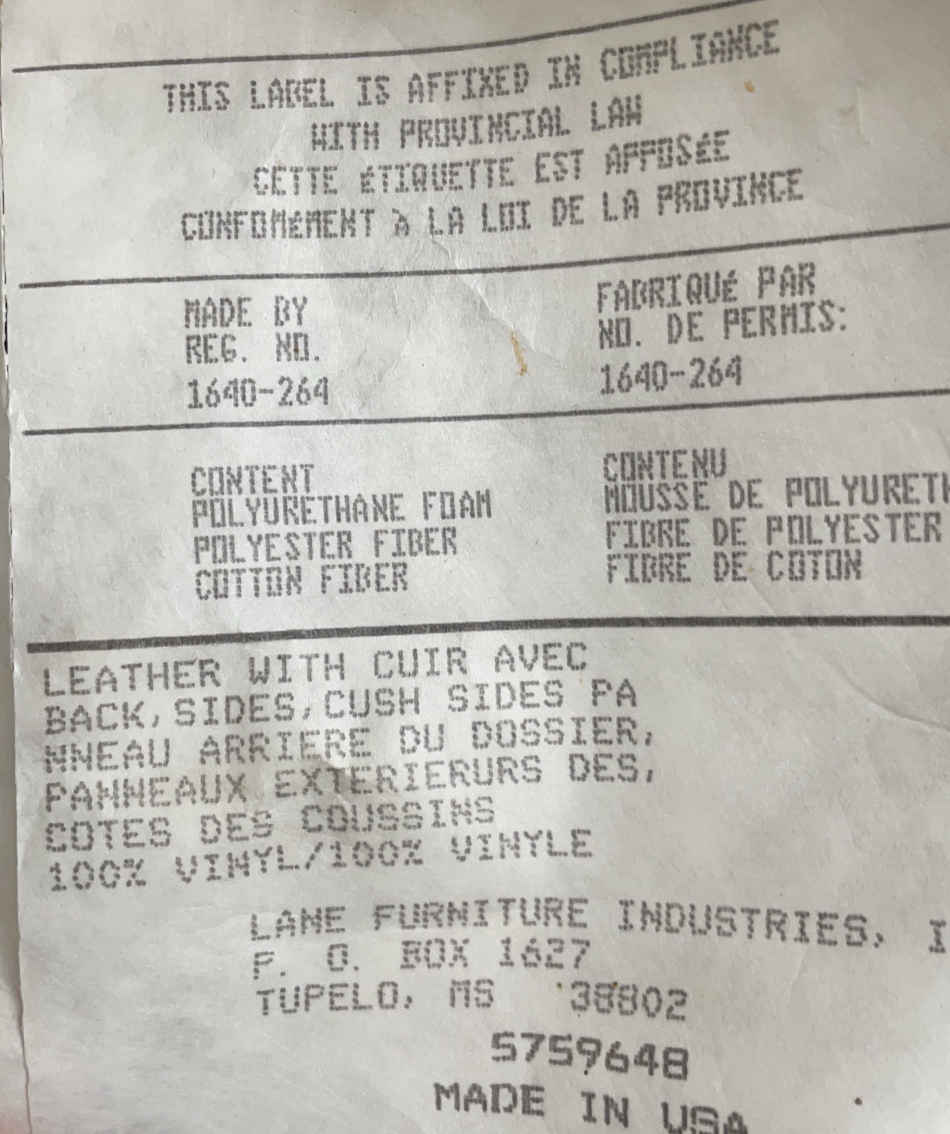 THIS LABEL IS AFFIXED IN COMPLIANCE
WITH PROVINCIAL LAW
CETTE ÉTIQUETTE EST APPOSÉE
CONFOMÉMENT À LA LOI DE LA PROVINCE
MADE BY
REG. NO.
1640-264
FABRIQUÉ PAR
NO. DE PERMIS:
1640-264
CONTENT
POLYURETHANE FOAM
POLYESTER FIBER
COTTON FIBER
CONTENU
MOUSSE DE POLYURETH
FIBRE DE POLYESTER
FIBRE DE COTON
LEATHER WITH CUIR AVEC
BACK,SIDES,CUSH SIDES PA
NNEAU ARRIERE DU DOSSIER,
PANNEAUX EXTERIERURS DES,
COTES DES COUSSINS
100% VINYL/100% VINYLE
LANE FURNITURE INDUSTRIES, I
P. O. BOX 1627
TUPELO, MS 38802
5759648
MADE IN USA